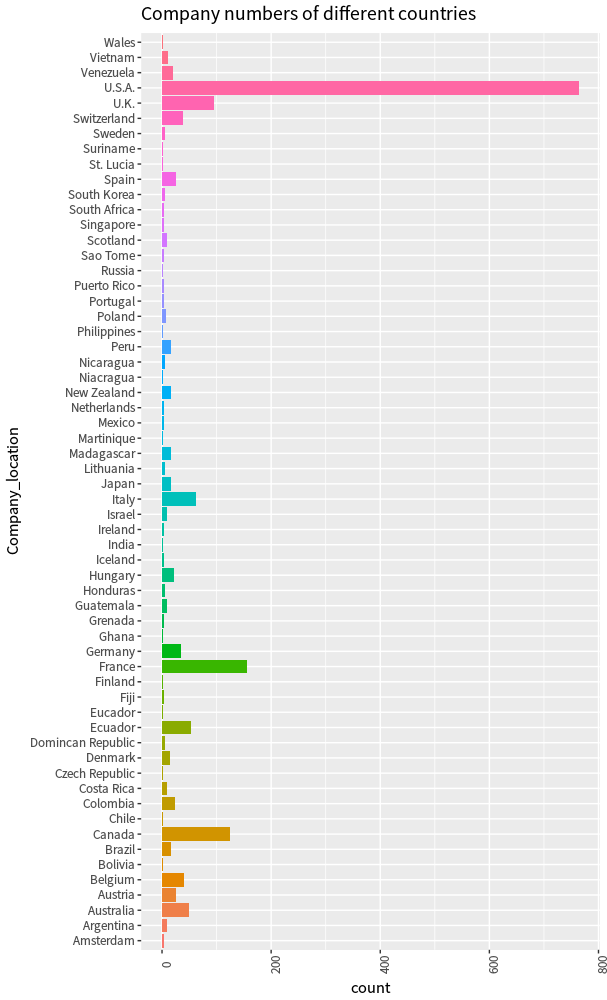 Company numbers of different countries
Wales
Vietnam
Venezuela
U.S.A.
U.K.
Switzerland
Sweden
Suriname
St. Lucia
Spain
South Korea
South Africa
Singapore
Scotland
Sao Tome
Russia
Puerto Rico
Portugal
Poland
Philippines
Peru
Nicaragua
Niacragua
New Zealand
Netherlands
Mexico
Martinique
Madagascar
Lithuania
Japan
Italy
Israel
Ireland
India
Iceland
Hungary
Honduras
Guatemala
Grenada
Ghana
Germany
France
Finland
Fiji
Eucador
Ecuador
Domincan Republic
Denmark
Czech Republic
Costa Rica
Colombia
Chile
Canada
Brazil
Bolivia
Belgium
Austria
Australia
Argentina
Amsterdam
Company_location
0 200 400 600 800
count